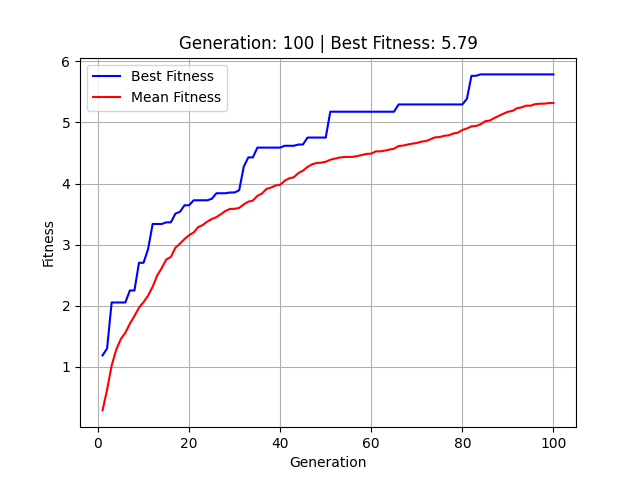 Generation: 100 | Best Fitness: 5.79
Best Fitness
Mean Fitness
6
5
4
3
2
1
Fitness
0 20 40 60 80 100
Generation